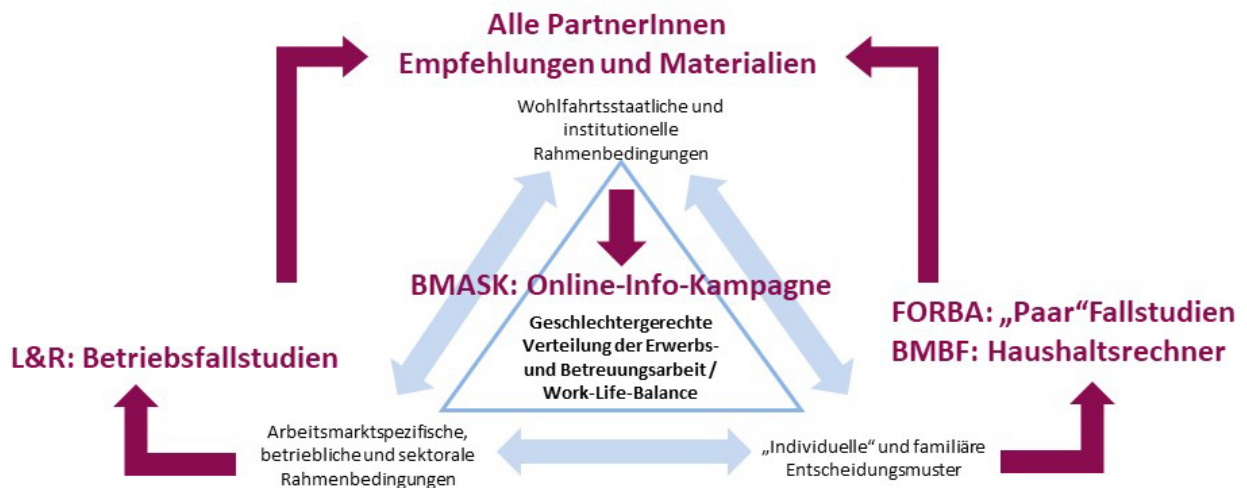 Alle PartnerInnen
Empfehlungen und Materialien
Wohlfahrtsstaatliche und
institutionelle
Rahmenbedingungen
BMASK: Online-Info-Kampagne
Geschlechtergerechte
Verteilung der Erwerbs-
und Betreuungsarbeit /
Work-Life-Balance
L&R: Betriebsfallstudien
FORBA: „Paar“Fallstudien
BMBF: Haushaltsrechner
Arbeitsmarktspezifische,
betriebliche und sektorale
Rahmenbedingungen
„Individuelle“ und familiäre
Entscheidungsmuster